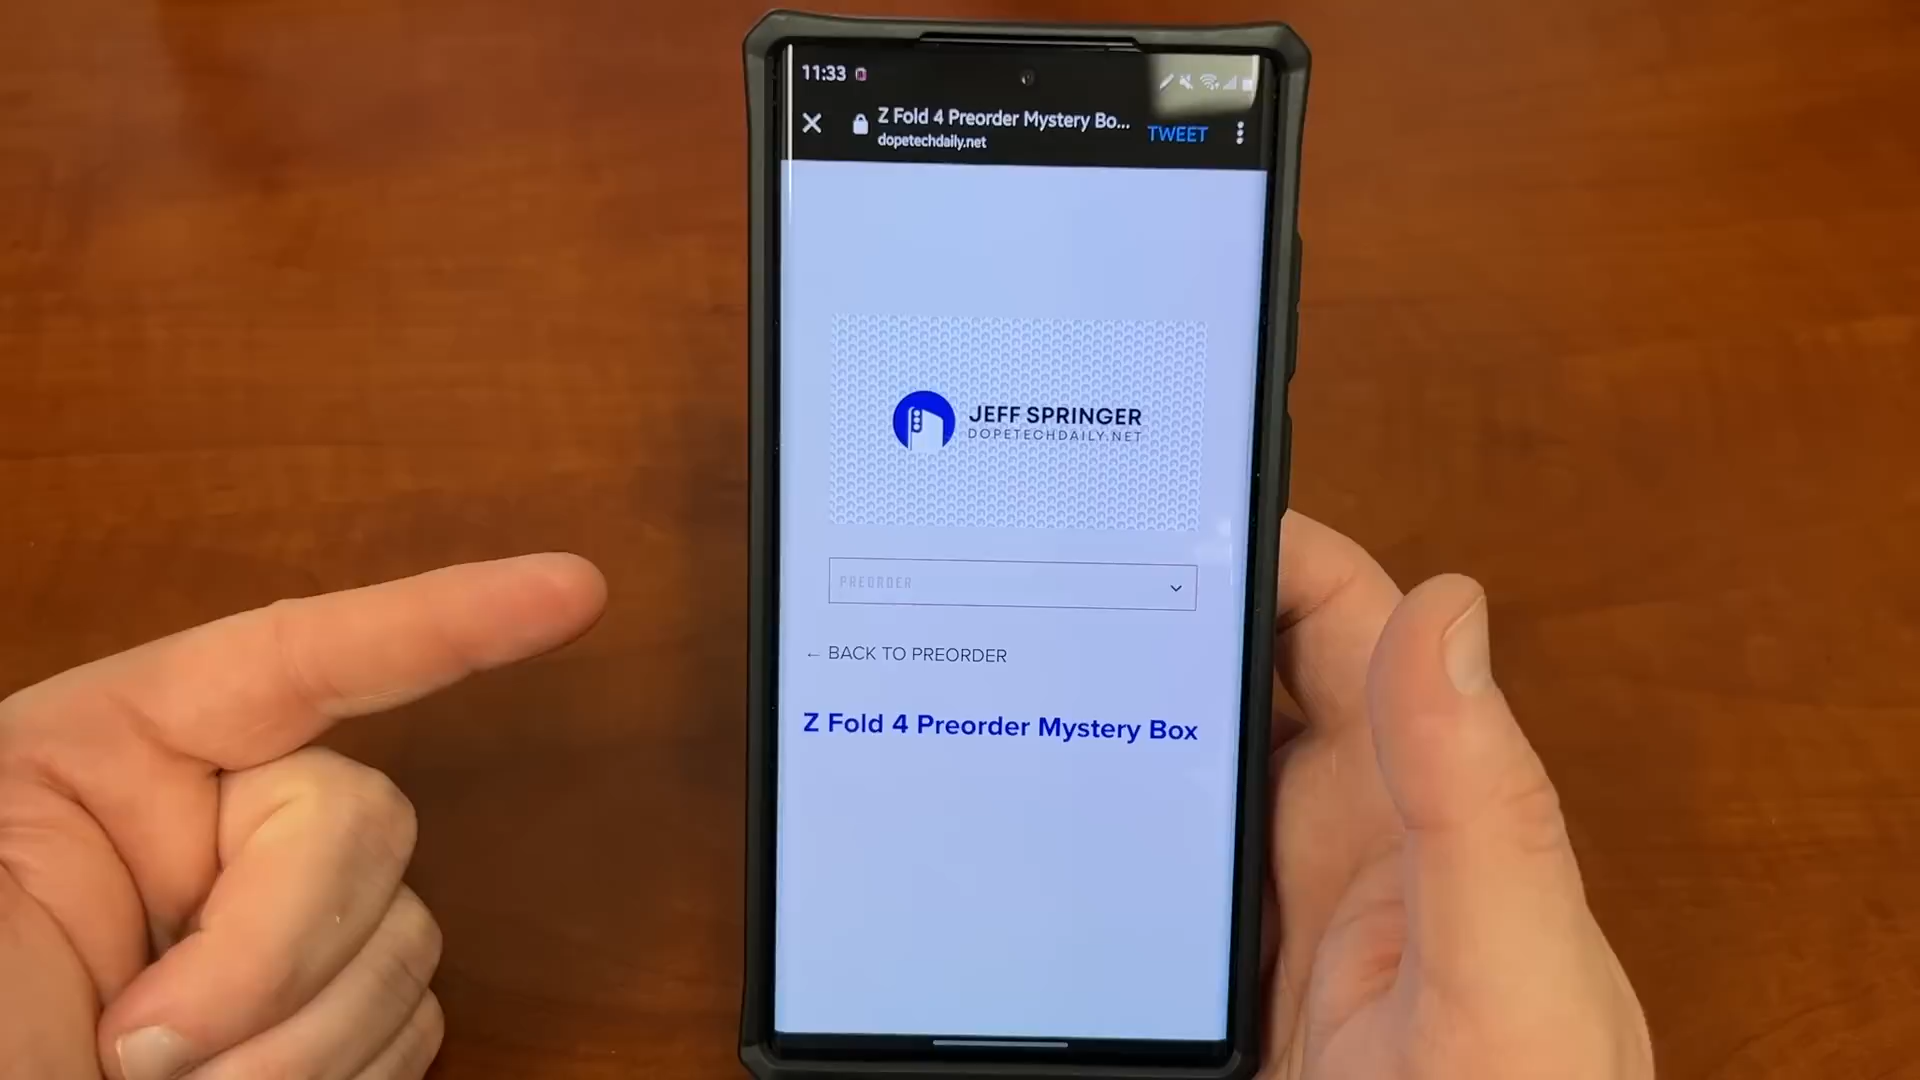 11:33
Z Fold 4 Preorder Mystery Bo...
dopetechdaily.net
TWEET
JEFF SPRINGER
DOPETECHDAILY.NET
PREORDER
← BACK TO PREORDER
Z Fold 4 Preorder Mystery Box